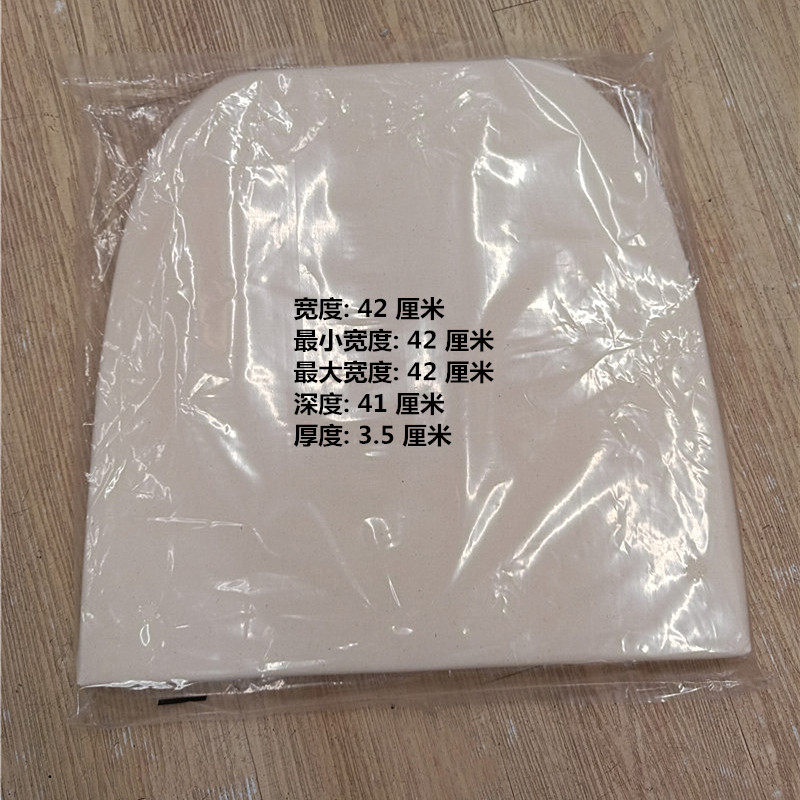 宽度: 42 厘米
最小宽度: 42 厘米
最大宽度: 42 厘米
深度: 41 厘米
厚度: 3.5 厘米